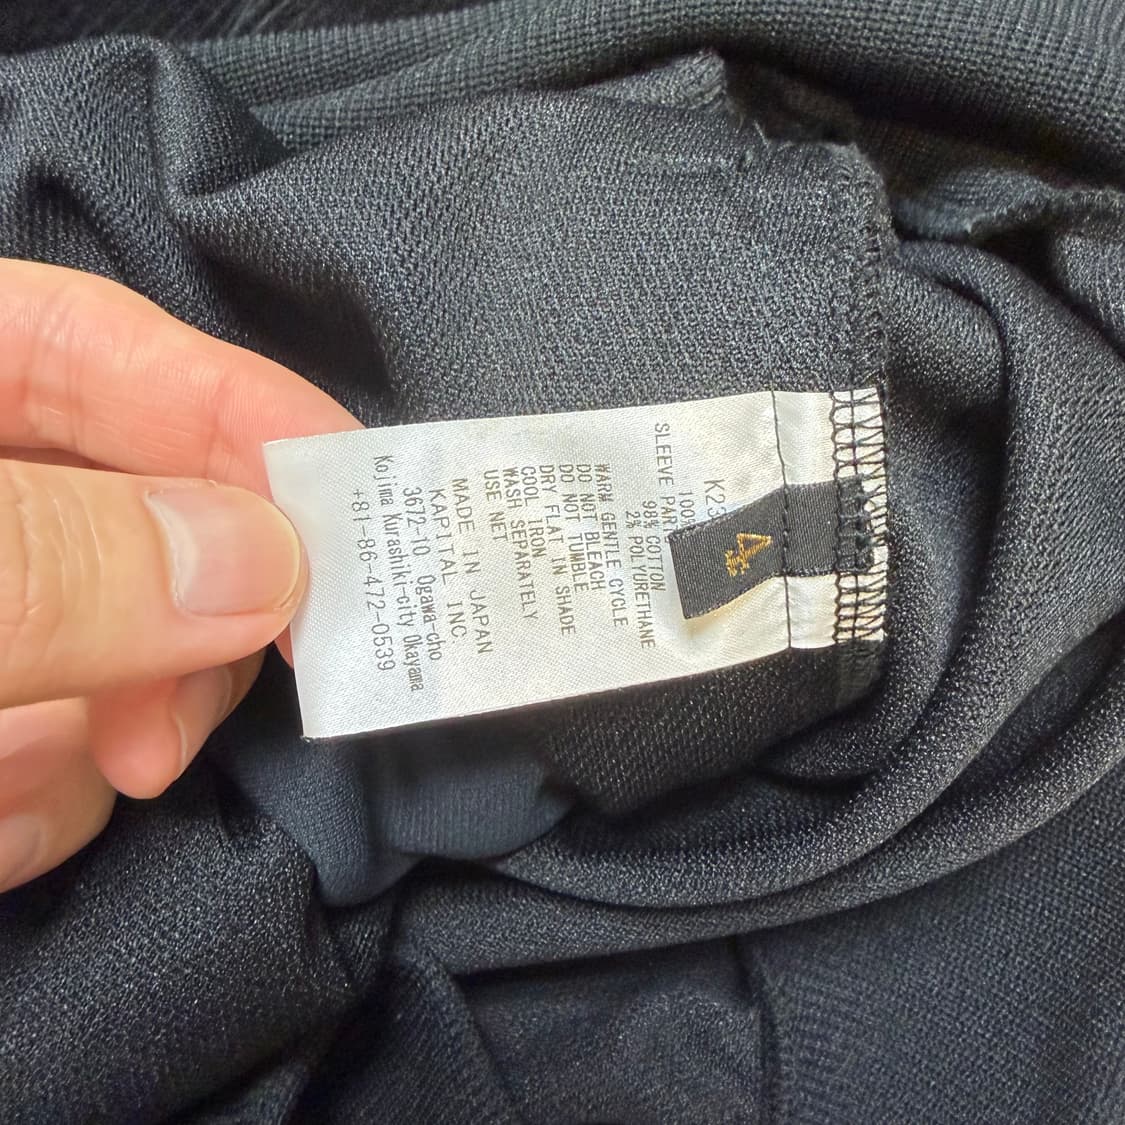 K23
100%
SLEEVE PART
98% COTTON
2% POLYURETHANE
WARM GENTLE CYCLE
DO NOT BLEACH
DO NOT TUMBLE
DRY FLAT IN SHADE
COOL IRON
WASH SEPARATELY
USE NET
MADE IN JAPAN
KAPITAL INC
3672-10 Ogawa-cho
Kojima Kurashiki-city Okayama
+81-86-472-0539
4